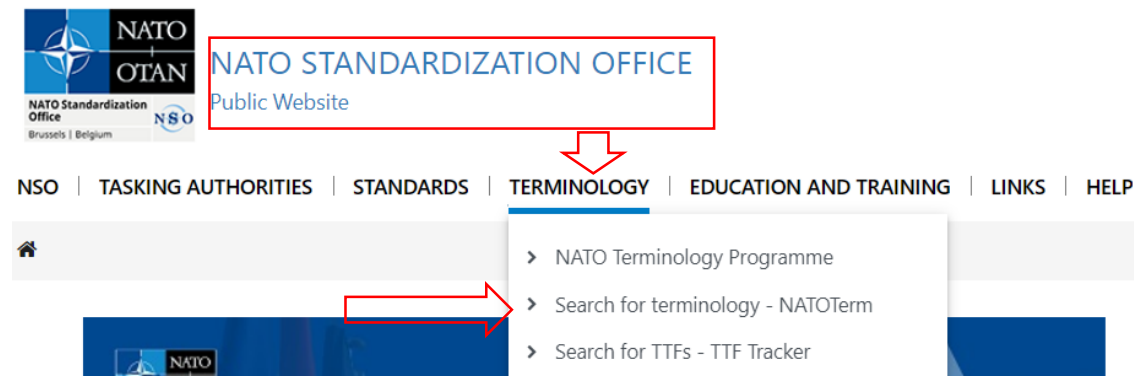 NATO
OTAN
NATO Standardization
Office
NSO
Brussels | Belgium
NATO STANDARDIZATION OFFICE
Public Website
NSO | TASKING AUTHORITIES | STANDARDS | TERMINOLOGY | EDUCATION AND TRAINING | LINKS | HELP
NATO Terminology Programme
Search for terminology - NATOTerm
Search for TTFs - TTF Tracker
NATO